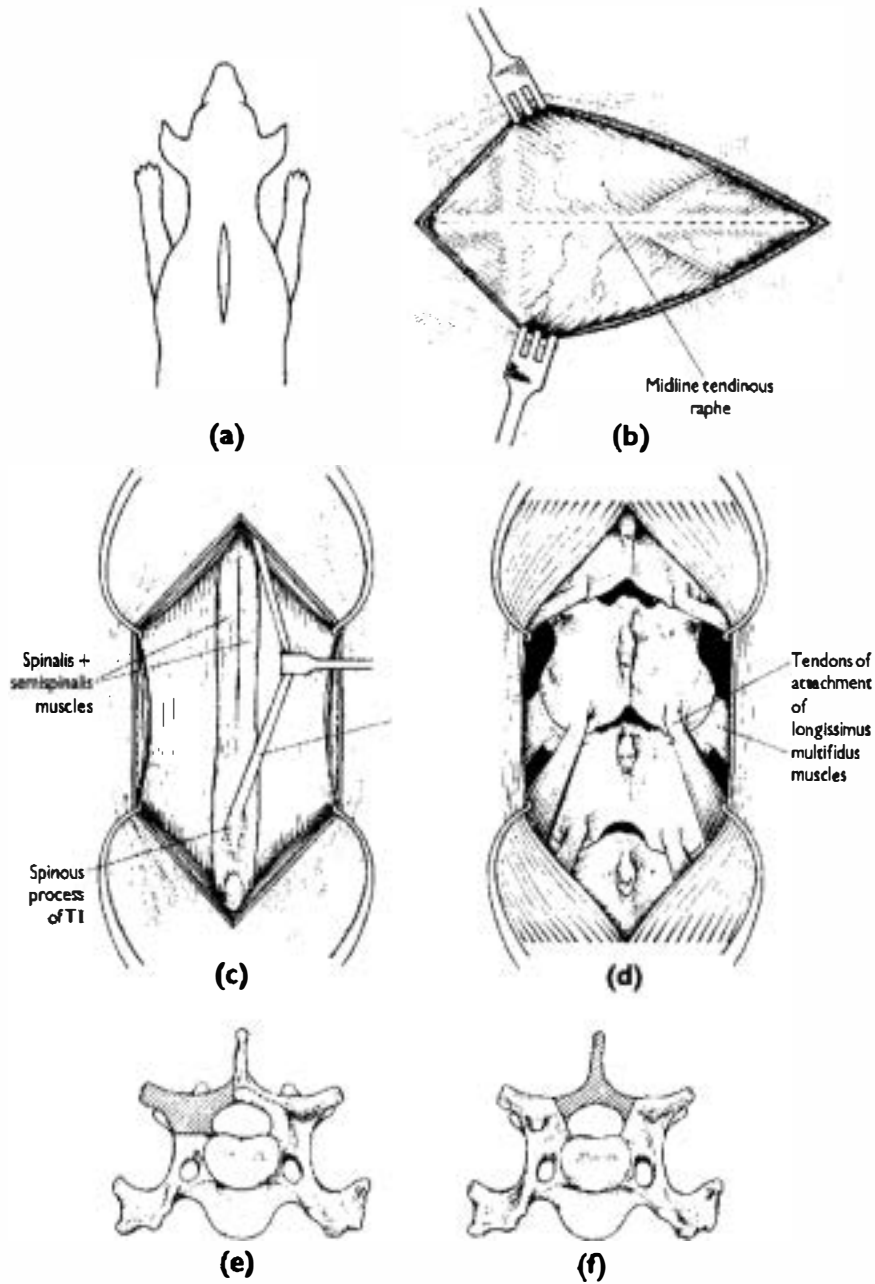 (a)
Midline tendinous
raphe
(b)
Spinalis +
semispinalis
muscles
Spinous
process
of T1
(c)
Tendons of
attachment
of
longissimus
multifidus
muscles
(d)
(e)
(f)